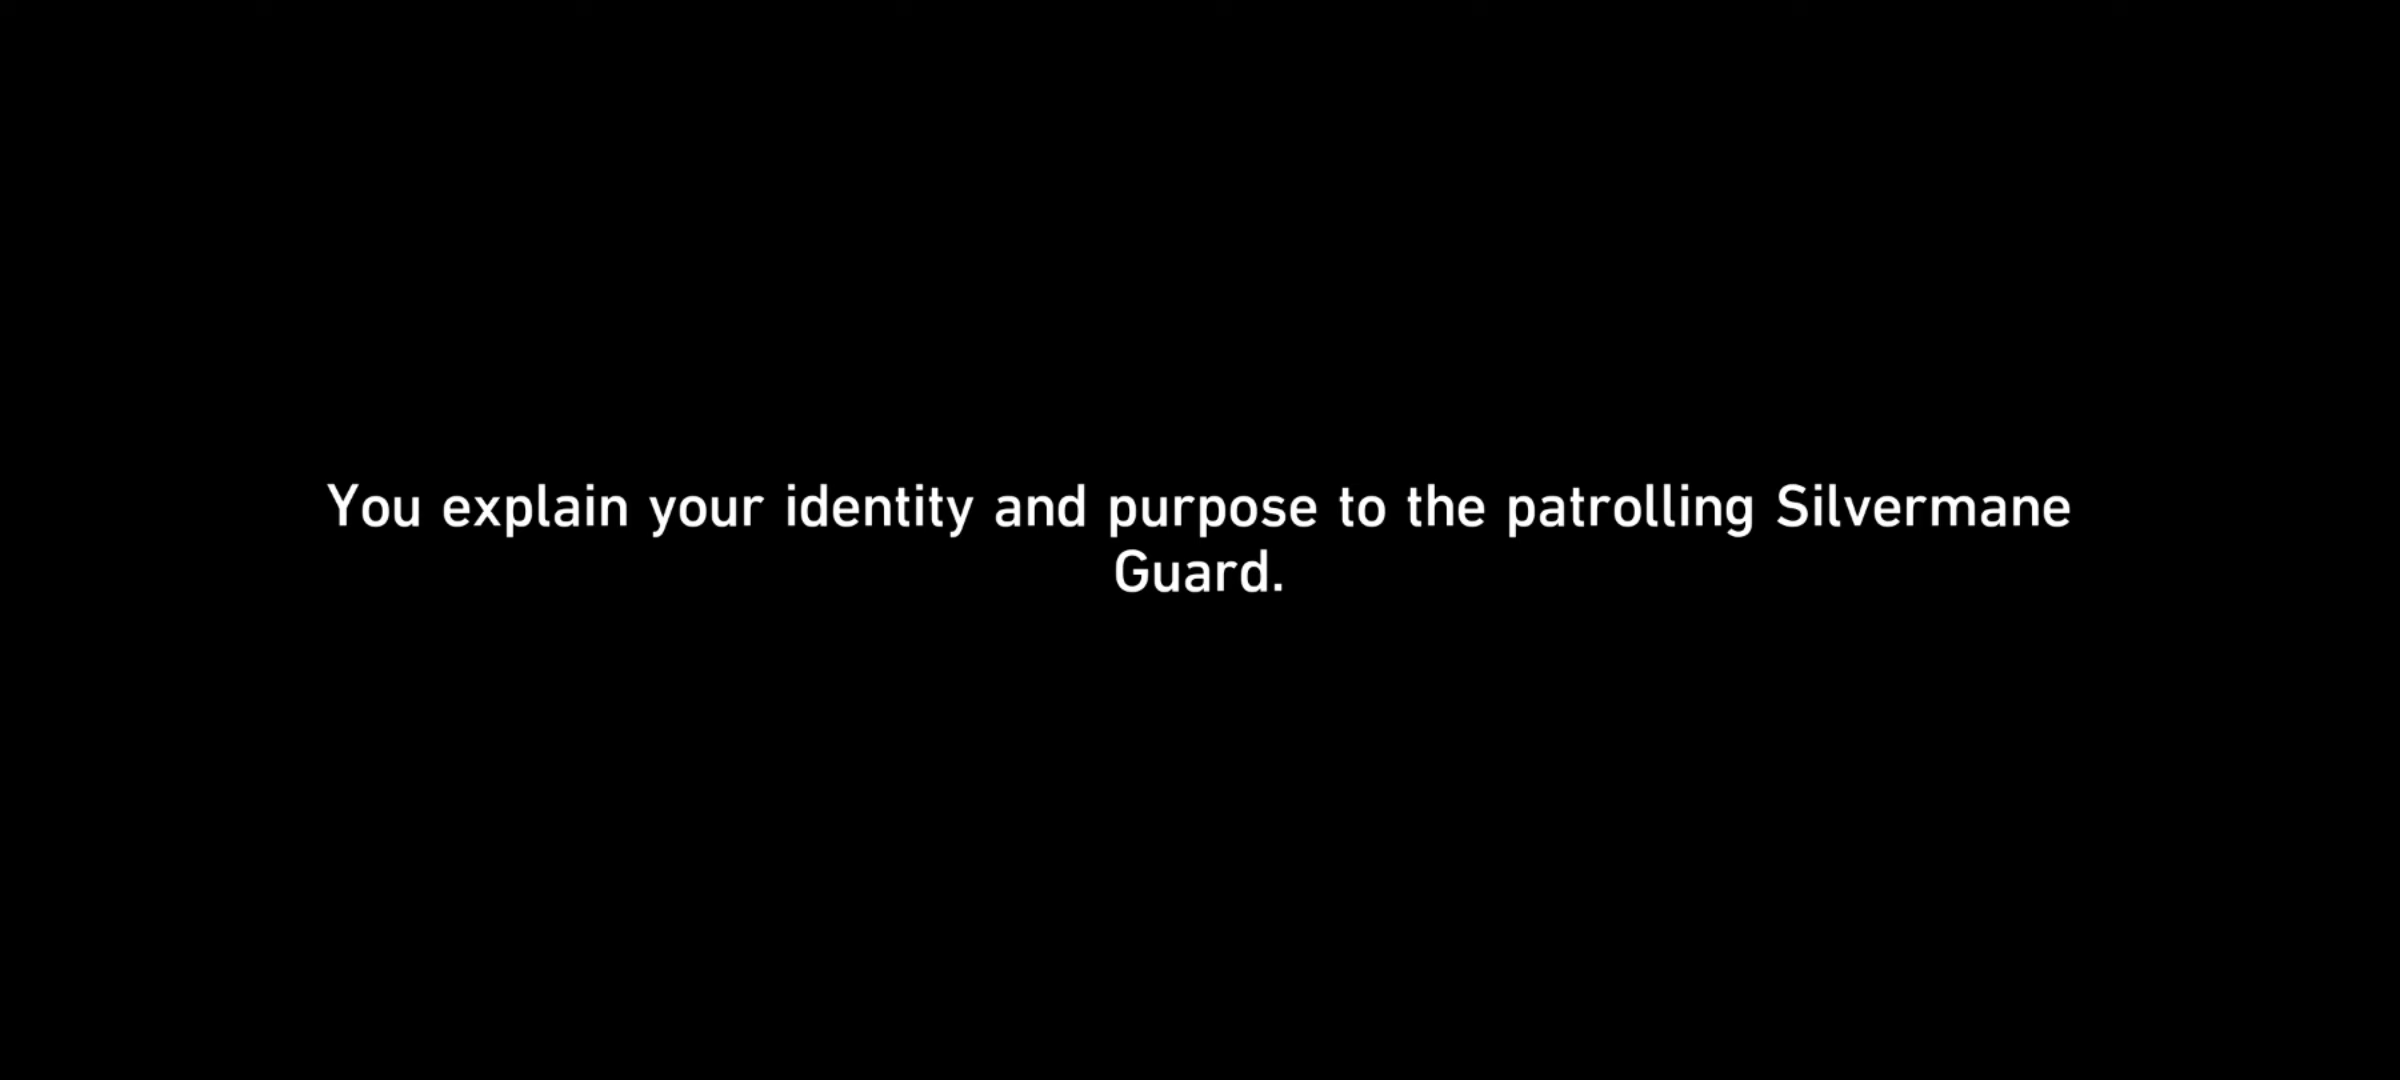 You explain your identity and purpose to the patrolling Silvermane
Guard.